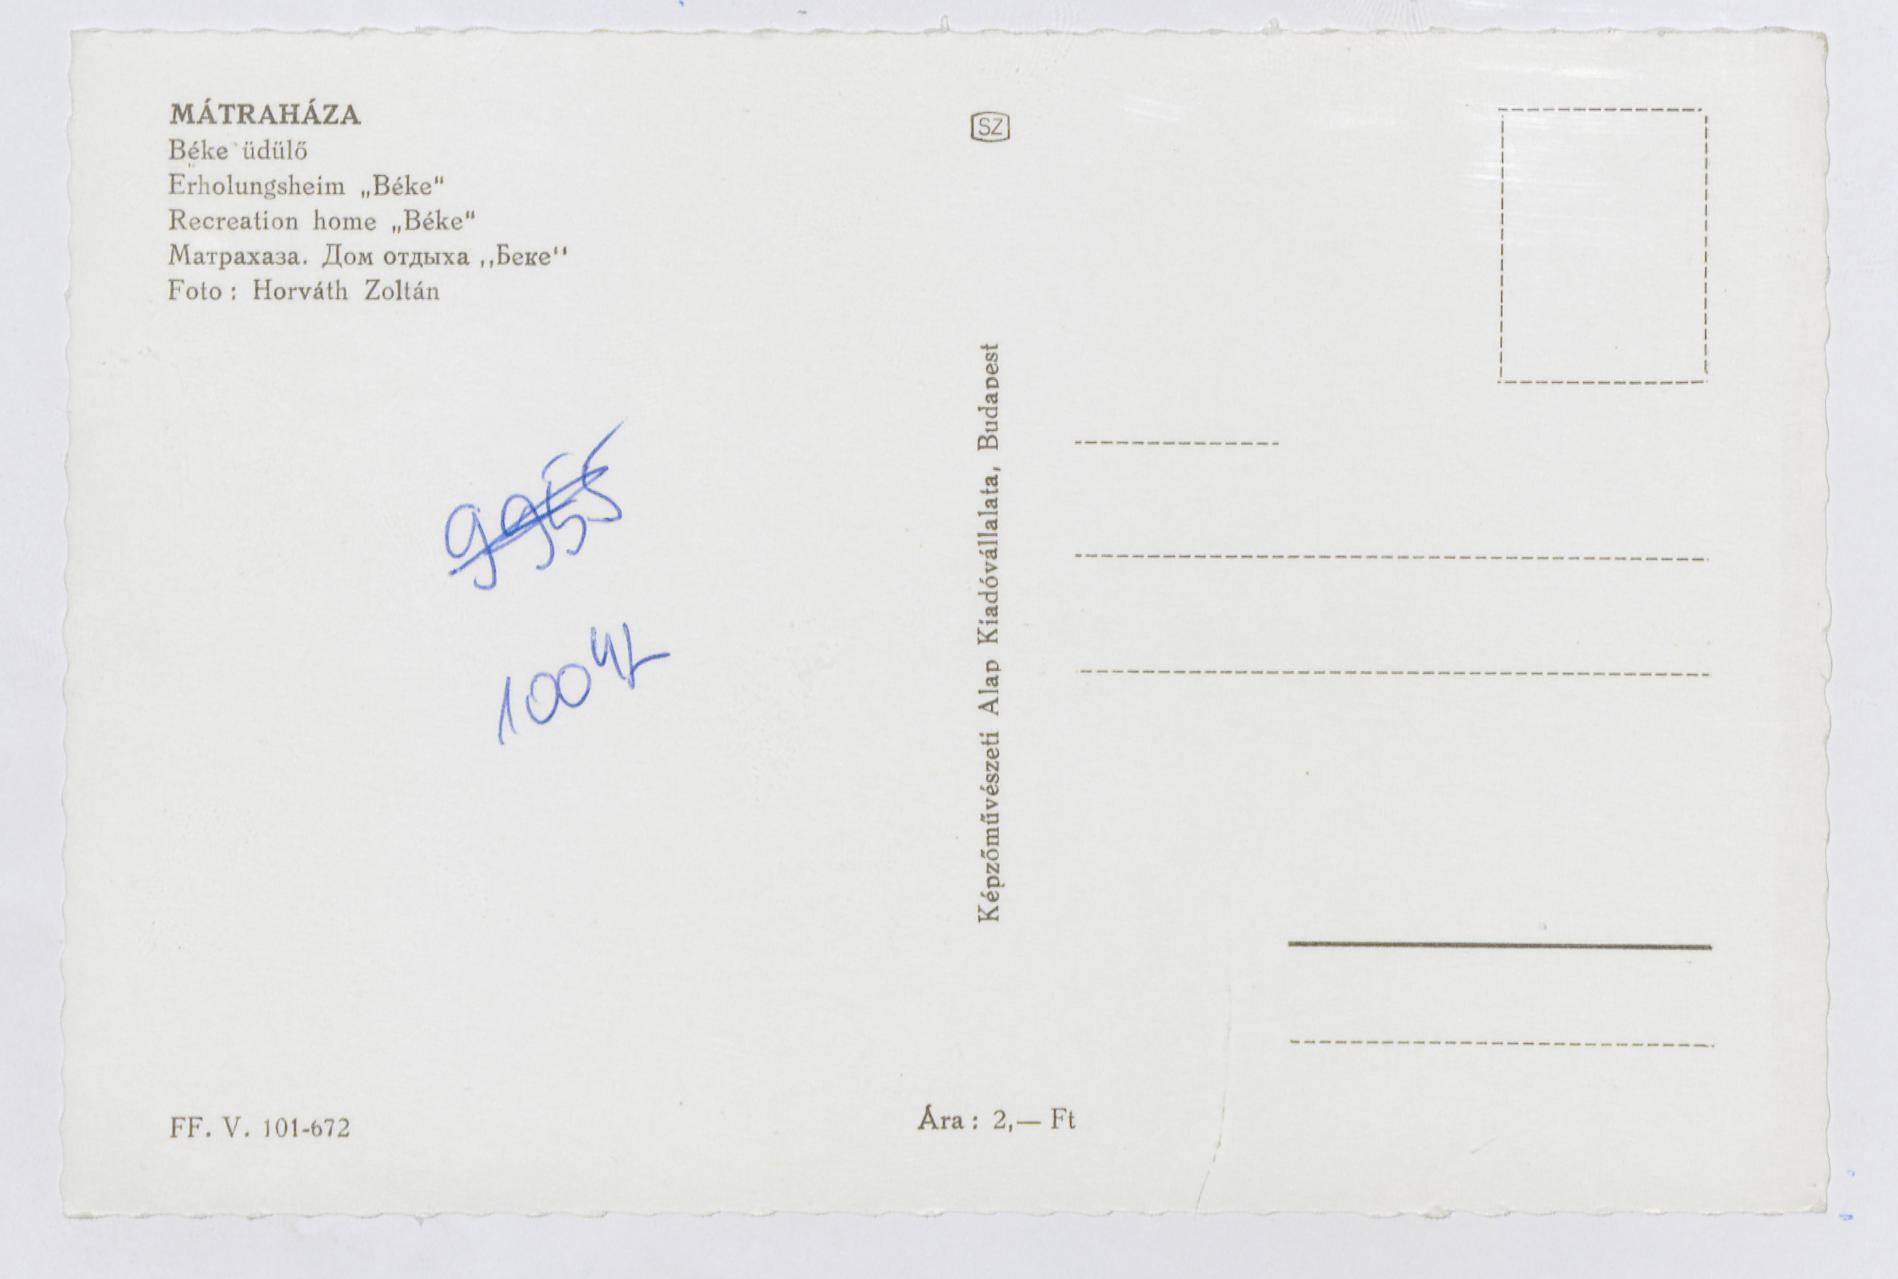 MÁTRAHÁZA
Béke üdülő
Erholungsheim „Béke“
Recreation home „Béke“
Матрахаза. Дом отдыха ,,Беке''
Foto : Horváth Zoltán
SZ
Képzőművészeti Alap Kiadóvállalata, Budapest
9955
FF. V. 101-672
Ára : 2,— Ft